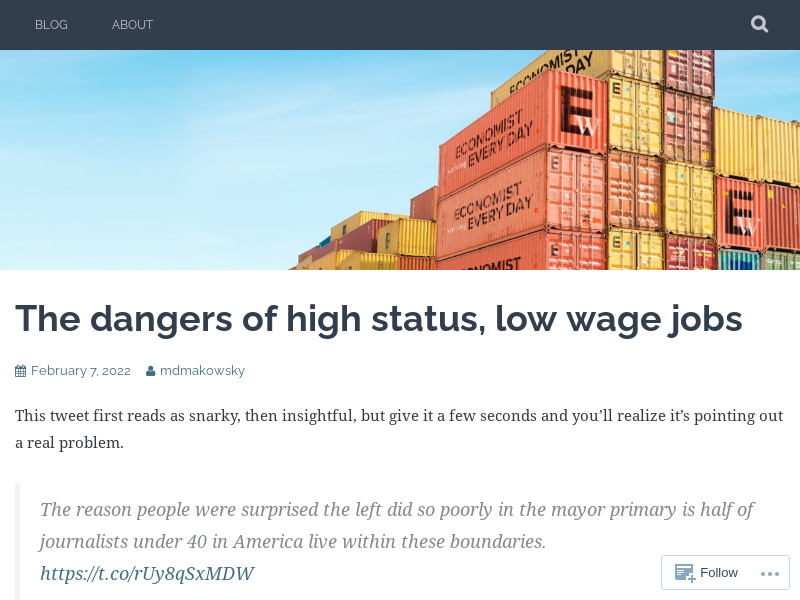 BLOG ABOUT
ECONOMIST
DAY
ECONOMIST
writing EVERY DAY
E
W
ECONOMIST
writing EVERY DAY
E
W
ECONOMIST
The dangers of high status, low wage jobs
February 7, 2022 mdmakowsky
This tweet first reads as snarky, then insightful, but give it a few seconds and you’ll realize it’s pointing out
a real problem.
The reason people were surprised the left did so poorly in the mayor primary is half of
journalists under 40 in America live within these boundaries.
https://t.co/rUy8qSxMDW
Follow